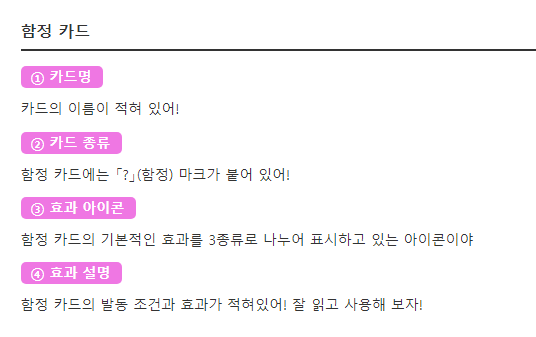 함정 카드
① 카드명
카드의 이름이 적혀 있어!
② 카드 종류
함정 카드에는 「?」(함정) 마크가 붙어 있어!
③ 효과 아이콘
함정 카드의 기본적인 효과를 3종류로 나누어 표시하고 있는 아이콘이야
④ 효과 설명
함정 카드의 발동 조건과 효과가 적혀있어! 잘 읽고 사용해 보자!